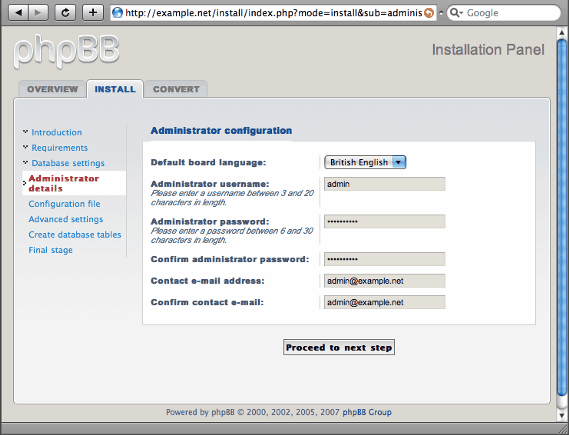 http://example.net/install/index.php?mode=install&sub=adminis
Google
phpBB
Installation Panel
OVERVIEW
INSTALL
CONVERT
Introduction
Requirements
Database settings
Administrator
details
Configuration file
Advanced settings
Create database tables
Final stage
Administrator configuration
Default board language:
British English
Administrator username:
Please enter a username between 3 and 20
characters in length.
admin
Administrator password:
Please enter a password between 6 and 30
characters in length.
••••••••••
Confirm administrator password:
••••••••••
Contact e-mail address:
admin@example.net
Confirm contact e-mail:
admin@example.net
Proceed to next step
Powered by phpBB © 2000, 2002, 2005, 2007 phpBB Group